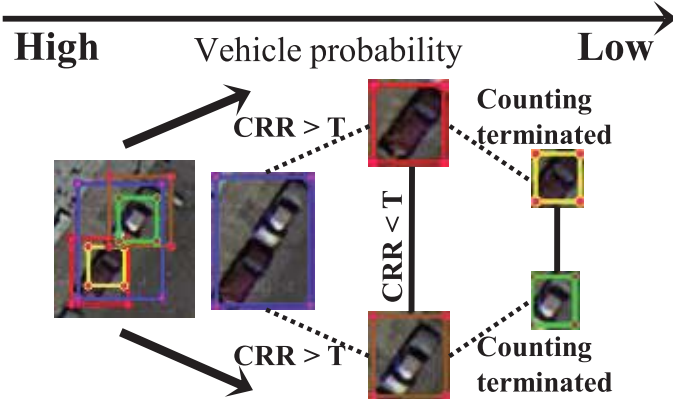 High Vehicle probability Low
CRR > T
Counting
terminated
CRR < T
CRR > T
Counting
terminated